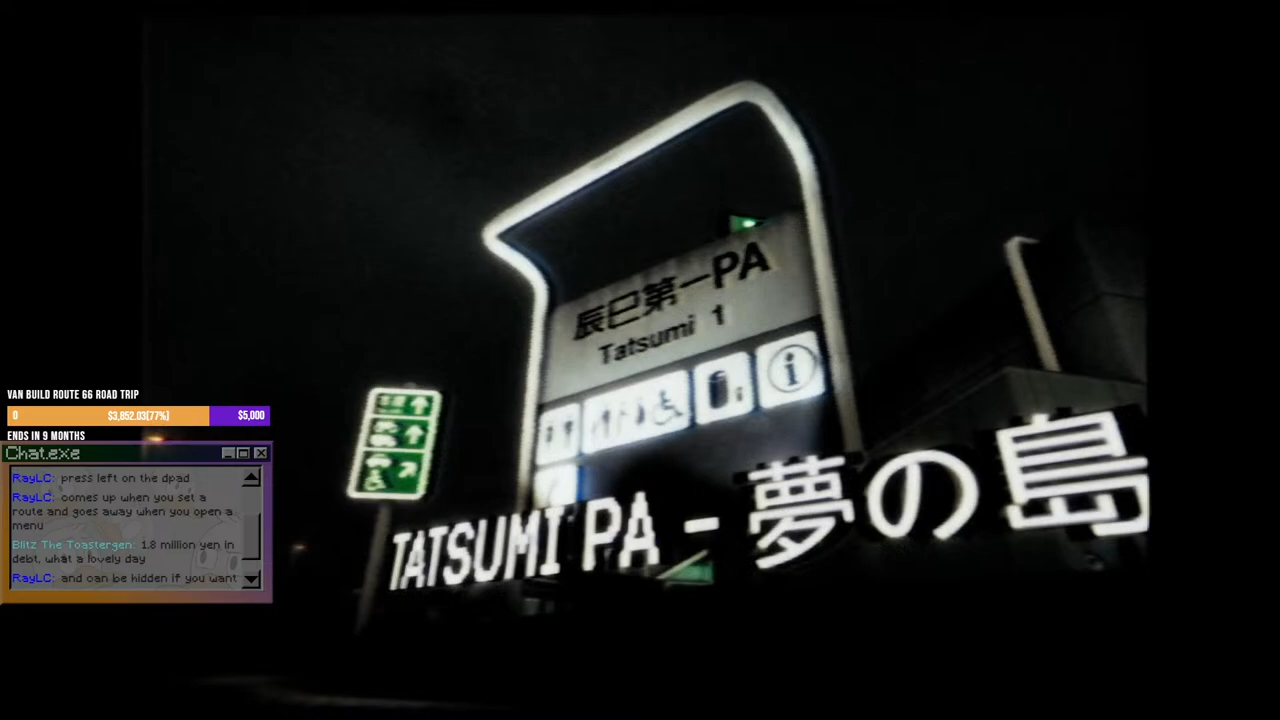 辰巳第一PA
Tatsumi 1
TATSUMI PA - 夢の島
VAN BUILD ROUTE 66 ROAD TRIP
0 $3,852.03(77%) $5,000
ENDS IN 9 MONTHS
Chat.exe
RayLC: press left on the dpad
RayLC: comes up when you set a
route and goes away when you open a
menu
Blitz The Toastergen: 1.8 million yen in
debt, what a lovely day
RayLC: and can be hidden if you want